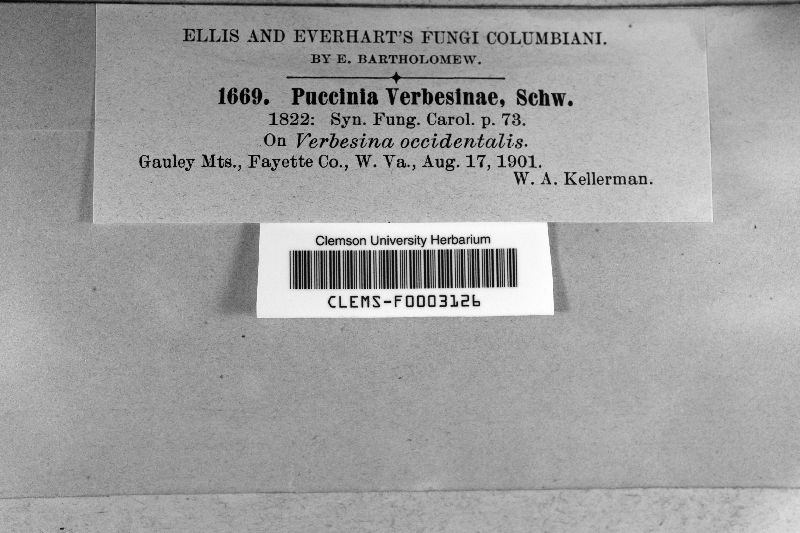 ELLIS AND EVERHART'S FUNGI COLUMBIANI.
BY E. BARTHOLOMEW.
1669. Puccinia Verbesinae, Schw.
1822: Syn. Fung. Carol. p. 73.
On Verbesina occidentalis.
Gauley Mts., Fayette Co., W. Va., Aug. 17, 1901.
W. A. Kellerman.
Clemson University Herbarium
CLEMS-F0003126